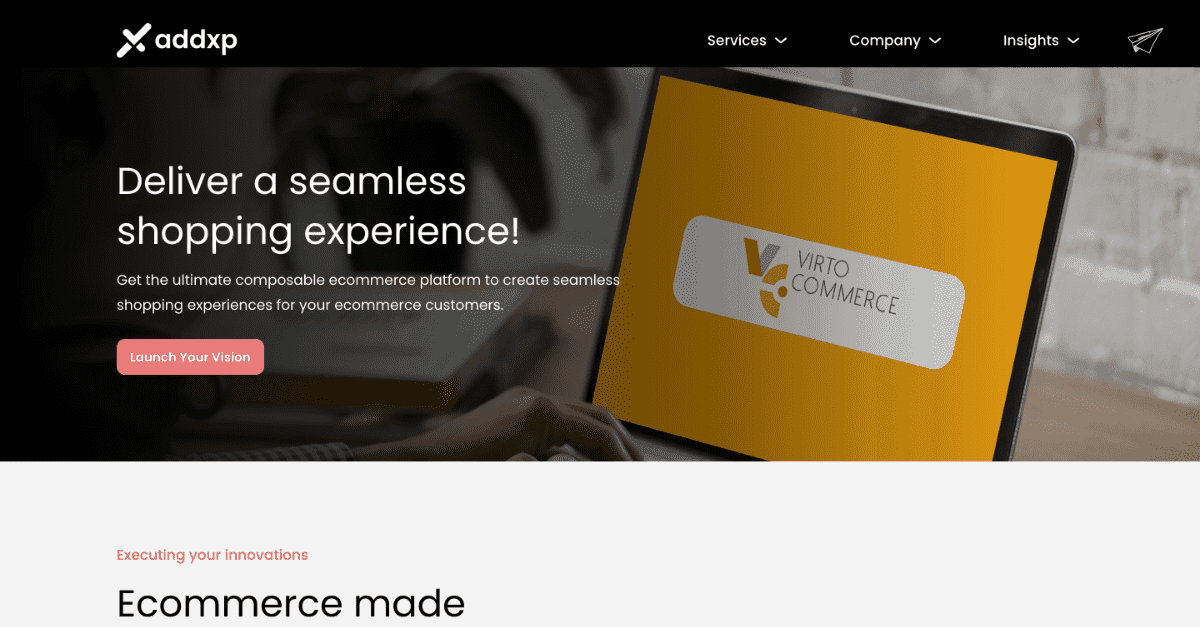 addxp
Services
Company
Insights
Deliver a seamless
shopping experience!
Get the ultimate composable ecommerce platform to create seamless
shopping experiences for your ecommerce customers.
Launch Your Vision
VIRTO
COMMERCE
Executing your innovations
Ecommerce made